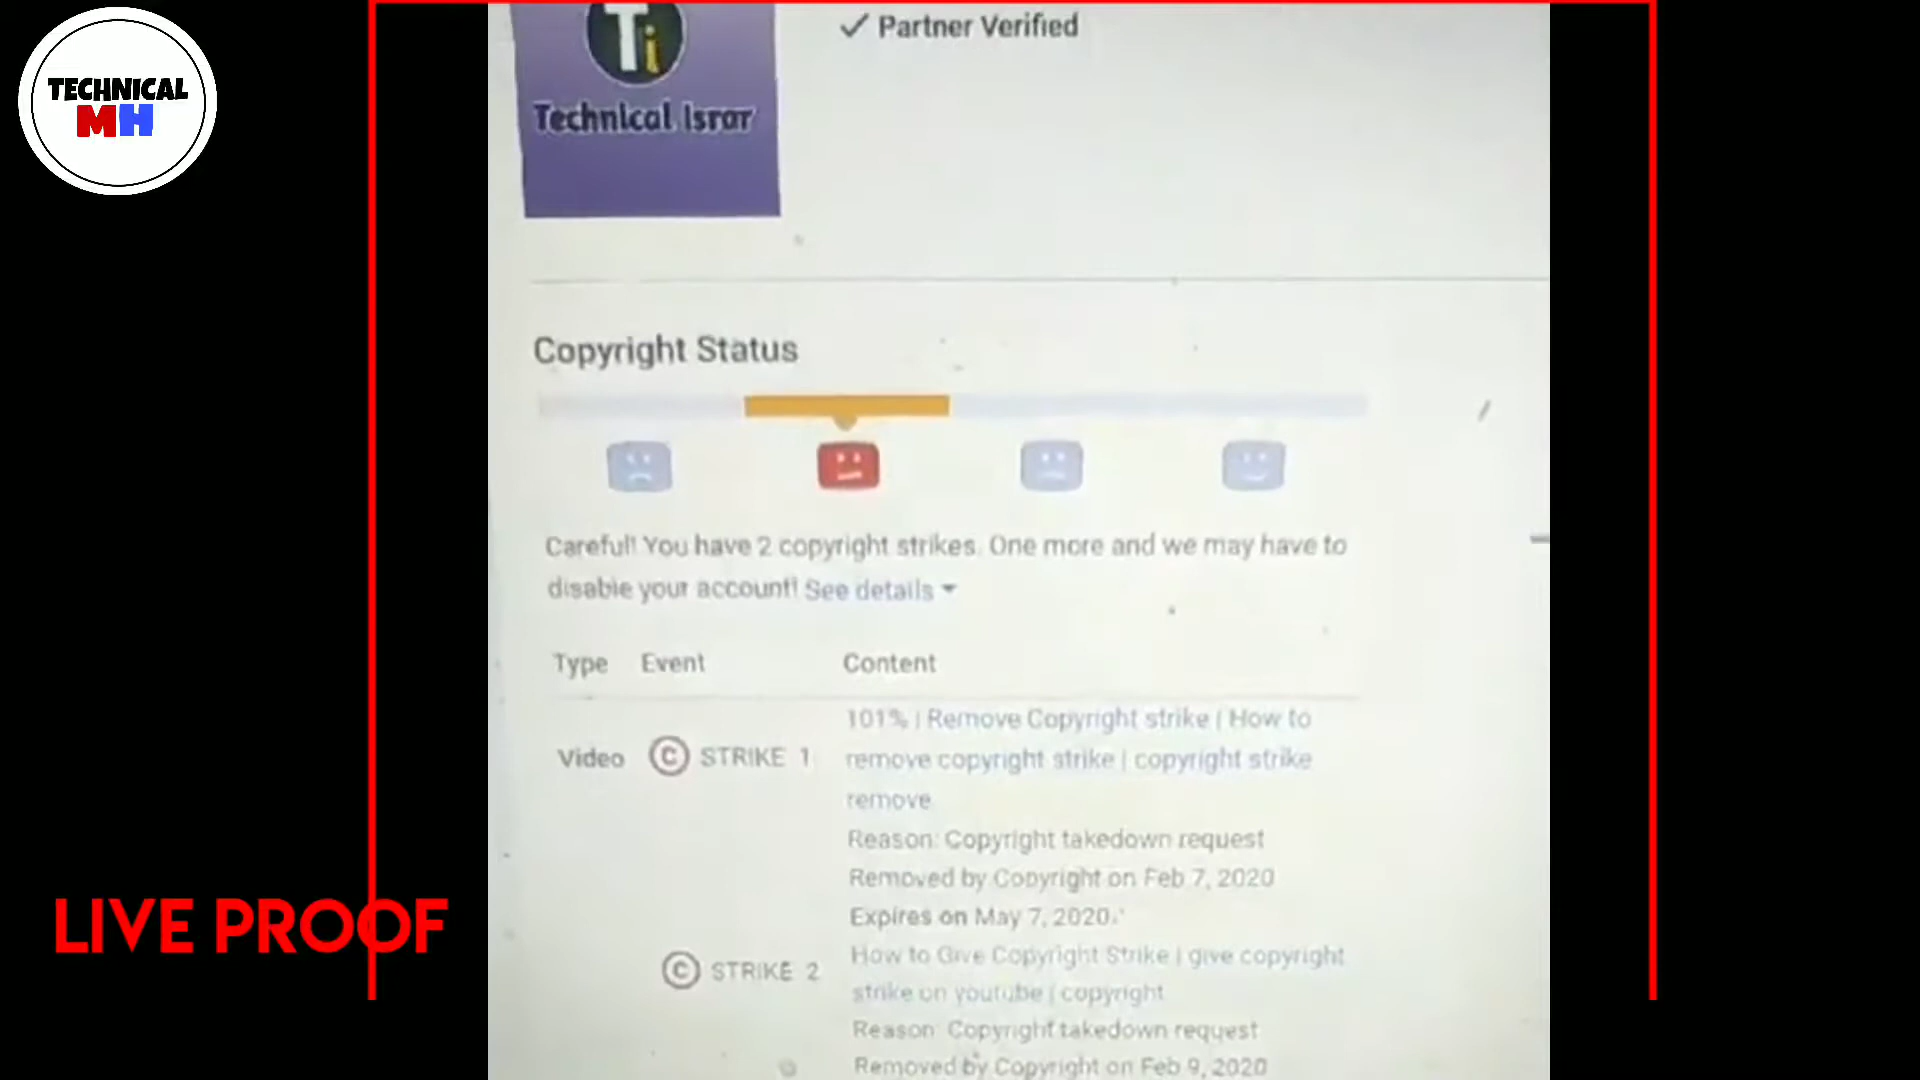 TECHNICAL
MH
Ti
Technical Israr
✓ Partner Verified
Copyright Status
Careful! You have 2 copyright strikes. One more and we may have to
disable your account! See details
Type Event Content
Video © STRIKE 1
101% | Remove Copyright strike | How to
remove copyright strike | copyright strike
remove
Reason: Copyright takedown request
Removed by Copyright on Feb 7, 2020
Expires on May 7, 2020
© STRIKE 2
How to Give Copyright Strike | give copyright
strike on youtube | copyright
Reason: Copyright takedown request
Removed by Copyright on Feb 9, 2020
LIVE PROOF